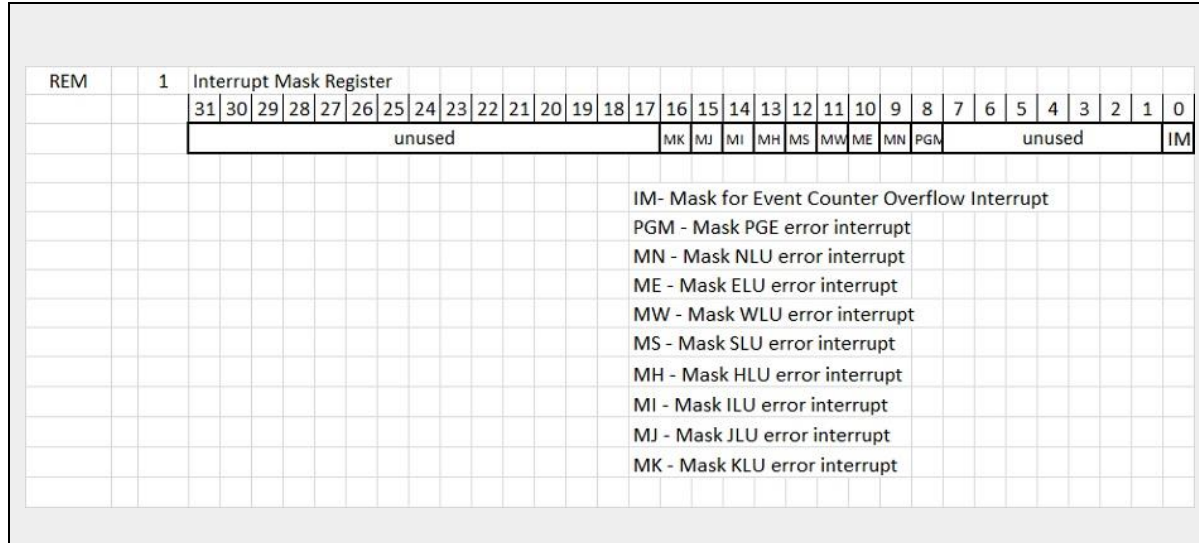 REM 1 Interrupt Mask Register
31 30 29 28 27 26 25 24 23 22 21 20 19 18 17 16 15 14 13 12 11 10 9 8 7 6 5 4 3 2 1 0
unused MK MJ MI MH MS MW ME MN PGM unused IM
IM- Mask for Event Counter Overflow Interrupt
PGM - Mask PGE error interrupt
MN - Mask NLU error interrupt
ME - Mask ELU error interrupt
MW - Mask WLU error interrupt
MS - Mask SLU error interrupt
MH - Mask HLU error interrupt
MI - Mask ILU error interrupt
MJ - Mask JLU error interrupt
MK - Mask KLU error interrupt